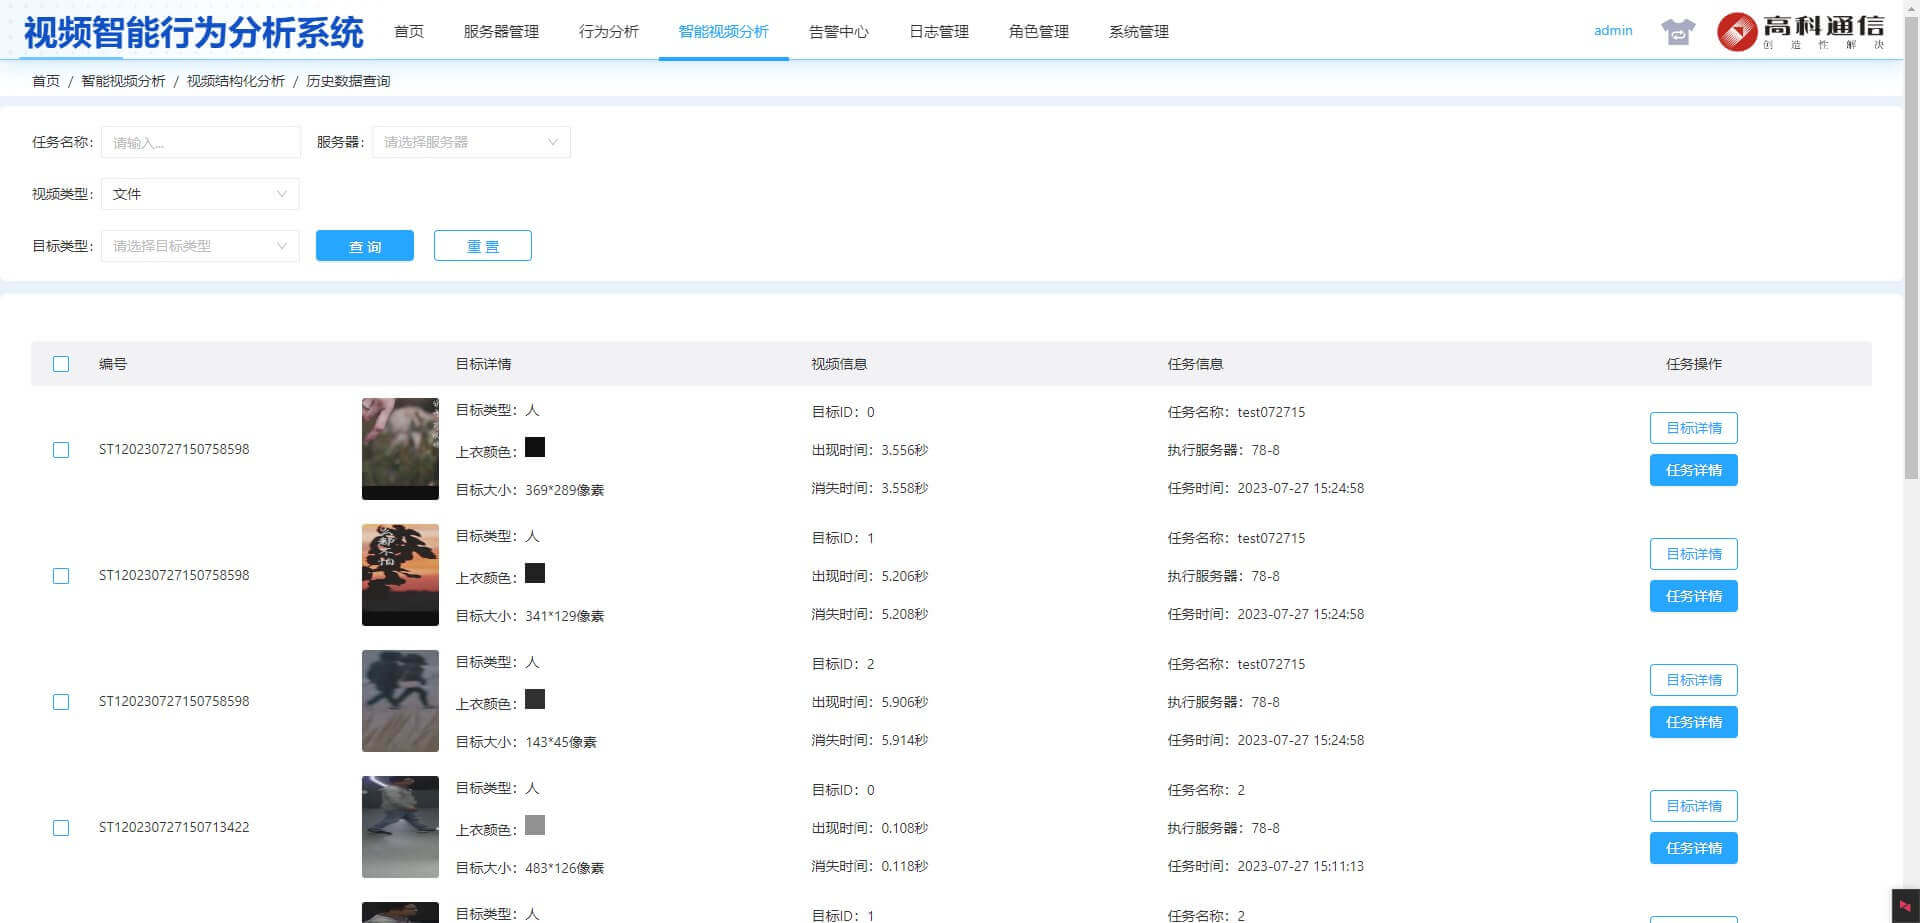 视频智能行为分析系统 首页 服务器管理 行为分析 智能视频分析 告警中心 日志管理 角色管理 系统管理 admin 高科通信
创造性解决
首页 / 智能视频分析 / 视频结构化分析 / 历史数据查询
任务名称: 请输入... 服务器: 请选择服务器
视频类型: 文件
目标类型: 请选择目标类型 查询 重置
编号 目标详情 视频信息 任务信息 任务操作
ST120230727150758598
目标类型：人
上衣颜色：
目标大小：369*289像素
目标ID：0
出现时间：3.556秒
消失时间：3.558秒
任务名称：test072715
执行服务器：78-8
任务时间：2023-07-27 15:24:58
目标详情
任务详情
ST120230727150758598
不怕
目标类型：人
上衣颜色：
目标大小：341*129像素
目标ID：1
出现时间：5.206秒
消失时间：5.208秒
任务名称：test072715
执行服务器：78-8
任务时间：2023-07-27 15:24:58
目标详情
任务详情
ST120230727150758598
目标类型：人
上衣颜色：
目标大小：143*45像素
目标ID：2
出现时间：5.906秒
消失时间：5.914秒
任务名称：test072715
执行服务器：78-8
任务时间：2023-07-27 15:24:58
目标详情
任务详情
ST120230727150713422
目标类型：人
上衣颜色：
目标大小：483*126像素
目标ID：0
出现时间：0.108秒
消失时间：0.118秒
任务名称：2
执行服务器：78-8
任务时间：2023-07-27 15:11:13
目标详情
任务详情
目标类型：人
目标ID：1
任务名称：2